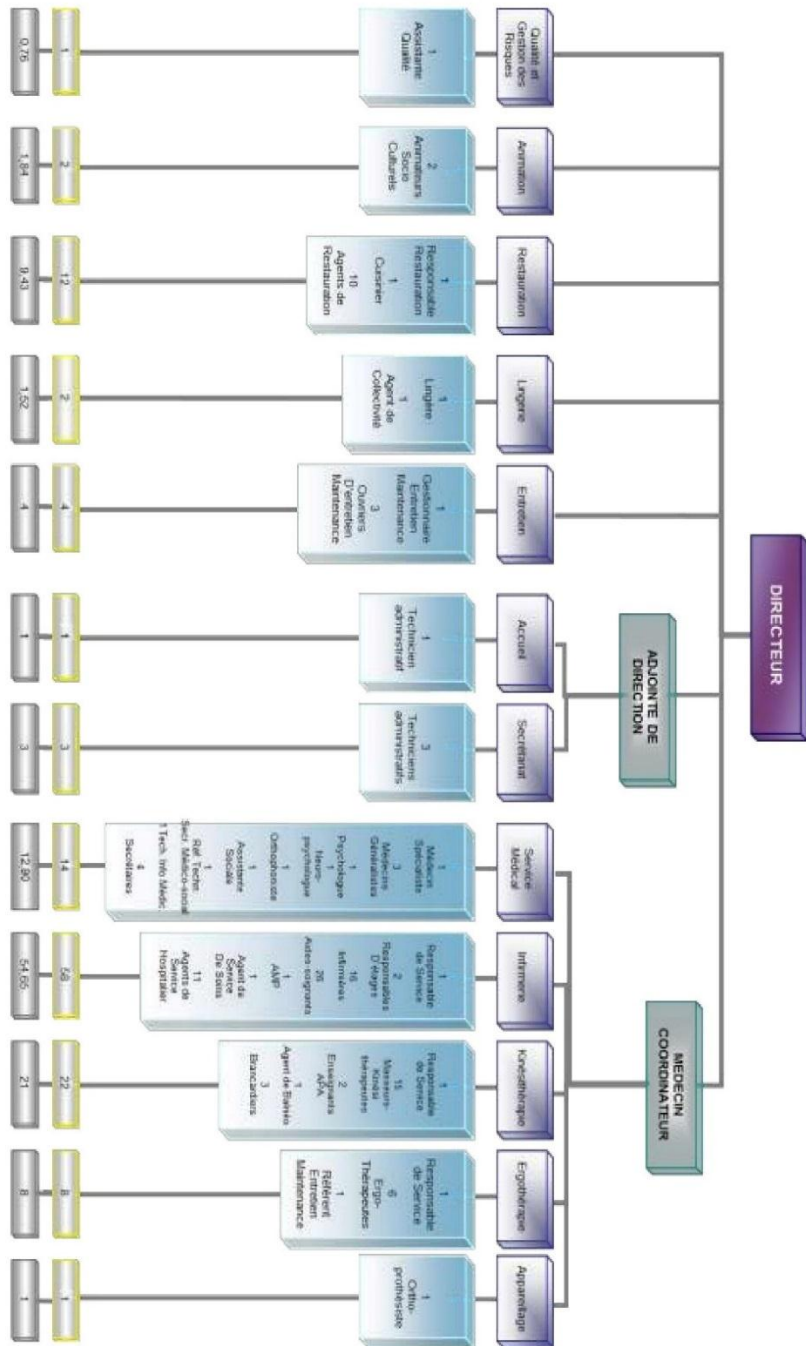 DIRECTEUR
ADJOINTE DE
DIRECTION
MEDECIN
COORDINATEUR
Qualité et
Gestion des
Risques
Animation
Restauration
Lingerie
Entretien
Accueil
Secrétariat
Service
Médical
Infirmerie
Kinésithérapie
Ergothérapie
Appareillage
1
Assistante
Qualité
2
Animateurs
Socio
Culturels
1
Responsable
Restauration
1
Cuisinier
10
Agents de
Restauration
1
Lingère
1
Agent de
Collectivité
1
Gestionnaire
Entretien
Maintenance
3
Ouvriers
D'entretien
Maintenance
1
Technicien
administratif
3
Techniciens
administratifs
1
Médecin
Spécialiste
3
Médecins
Généralistes
1
Psychologue
1
Neuro-
psychologue
1
Orthophoniste
1
Assistante
Sociale
1
Réf. Techn.
Secr. Médico-social
1 Tech. Info Médic.
4
Secrétaires
1
Responsable
de Service
2
Responsables
D'étages
16
Infirmières
26
Aides-soignants
1
AMP
1
Agent de
Service
De Soins
11
Agents de
Service
Hospitalier
1
Responsable
de Service
15
Masseurs-
Kinési
thérapeutes
2
Enseignants
APA
1
Agent de Balnéo
3
Brancardiers
1
Responsable
de Service
6
Ergo-
Thérapeutes
1
Référent
Entretien
Maintenance
1
Ortho-
prothésiste
1
2
12
2
4
1
3
14
58
22
8
1
0,76
1,84
9,43
1,52
4
1
3
12,90
54,65
21
8
1